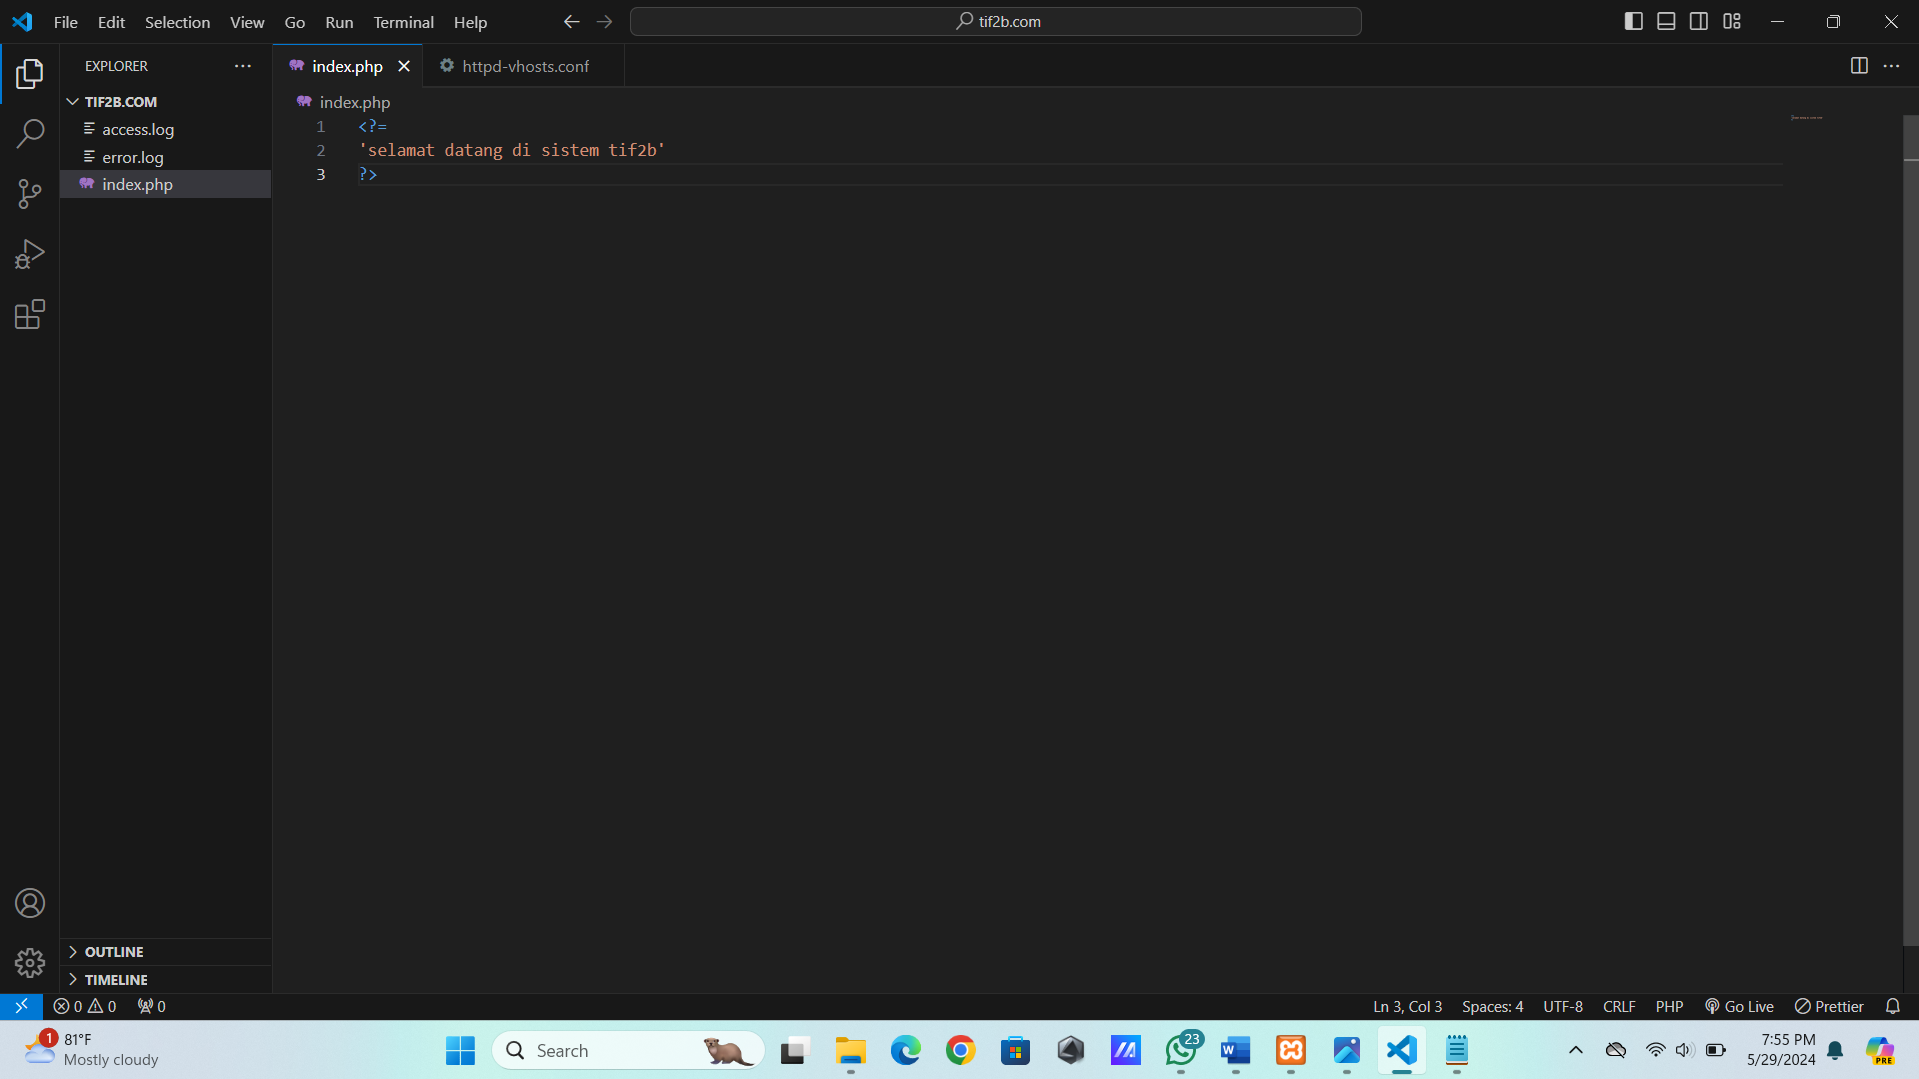 File Edit Selection View Go Run Terminal Help
tif2b.com
EXPLORER
TIF2B.COM
access.log
error.log
index.php
index.php
httpd-vhosts.conf
index.php
1 <?=
2 'selamat datang di sistem tif2b'
3 ?>
OUTLINE
TIMELINE
0 0 0
Ln 3, Col 3 Spaces: 4 UTF-8 CRLF PHP Go Live Prettier
1
81°F
Mostly cloudy
Search
23
W
PRE
7:55 PM
5/29/2024